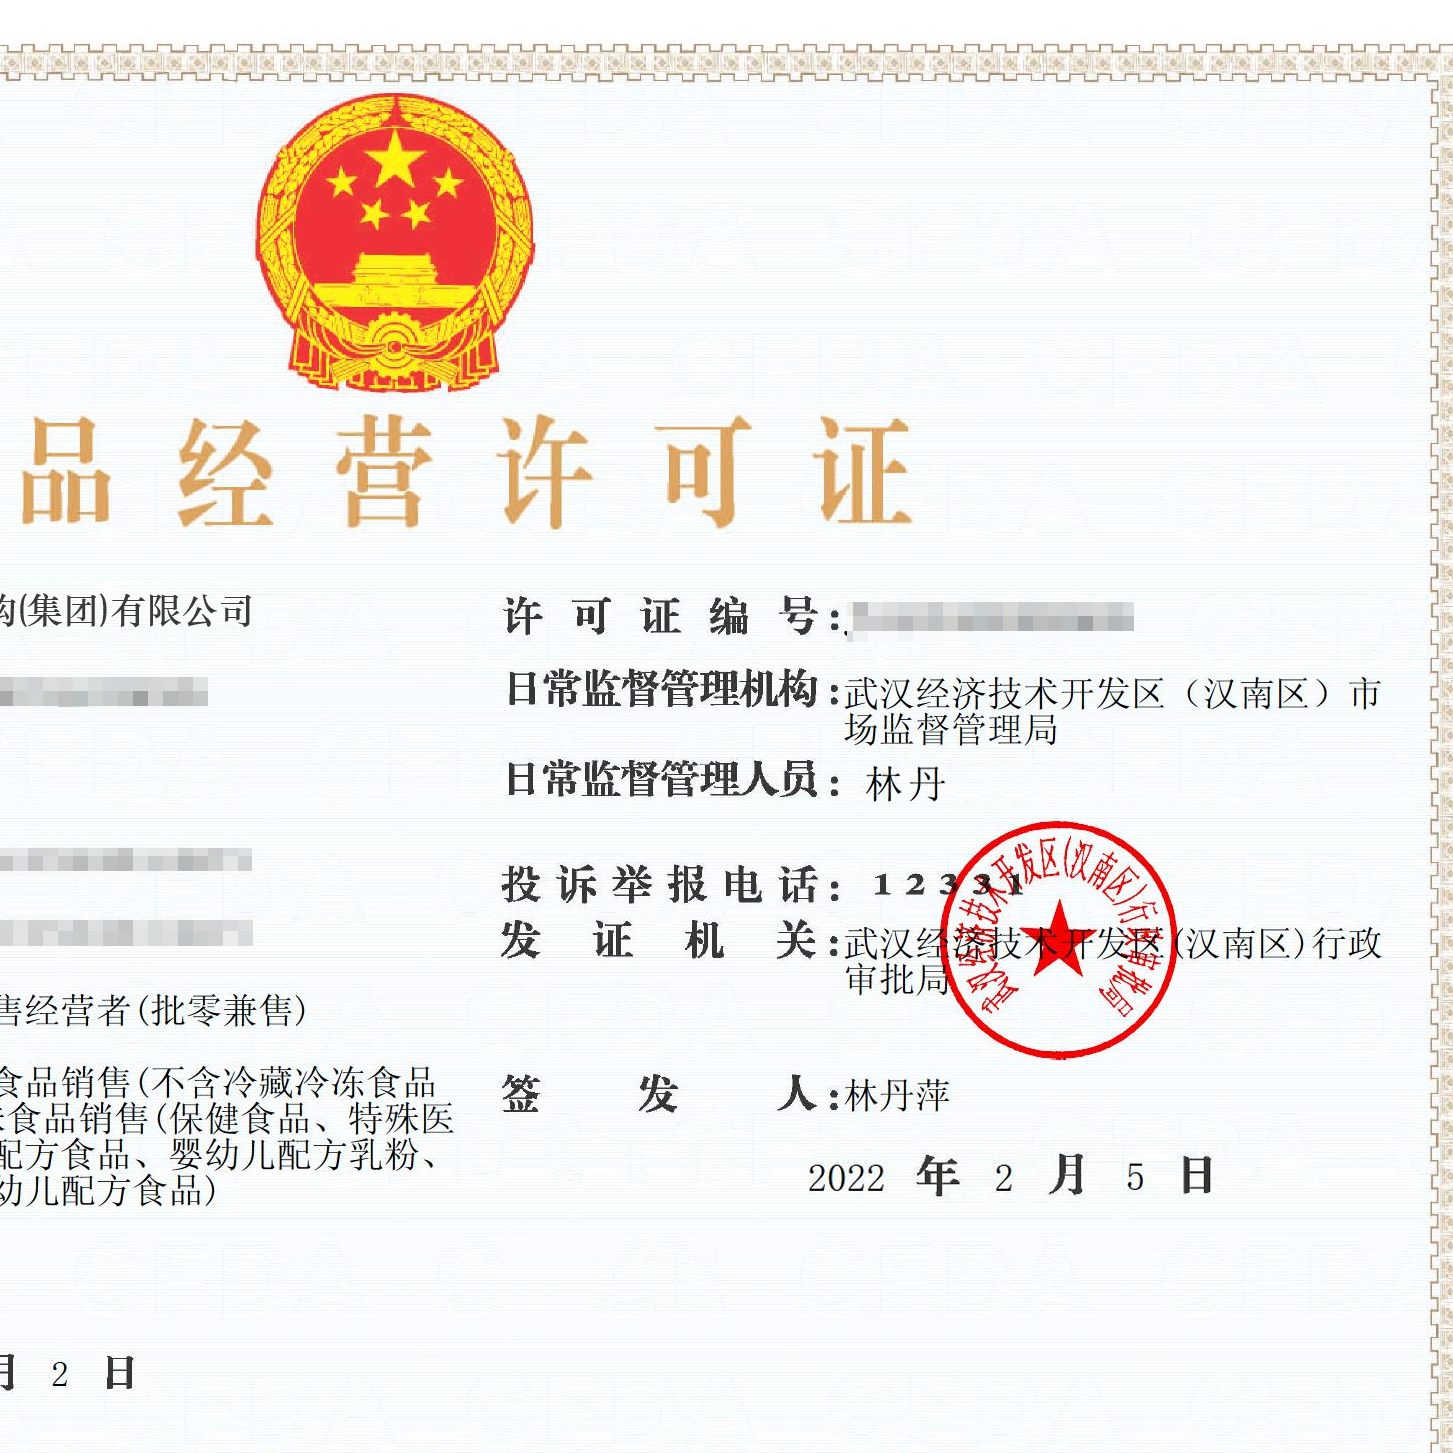 品经营许可证
(集团)有限公司
售经营者(批零兼售)
食品销售(不含冷藏冷冻食品
食品销售(保健食品、特殊医
配方食品、婴幼儿配方乳粉、
幼儿配方食品)
月 2 日
许可证编号:
日常监督管理机构:武汉经济技术开发区（汉南区）市
场监督管理局
日常监督管理人员: 林丹
投诉举报电话: 12331
发证机关:武汉经济技术开发区(汉南区)行政
审批局
武汉经济技术开发区(汉南区)行政审批局
签发人:林丹萍
2022 年 2 月 5 日